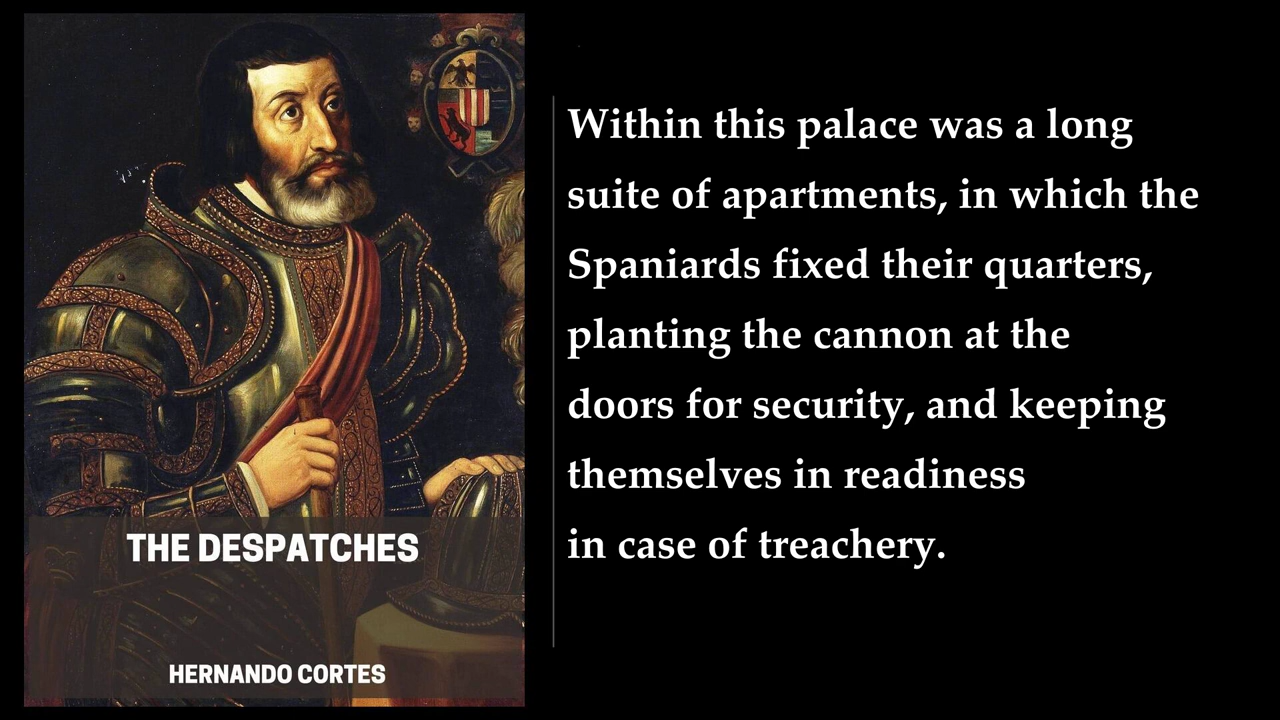 THE DESPATCHES
HERNANDO CORTES
Within this palace was a long
suite of apartments, in which the
Spaniards fixed their quarters,
planting the cannon at the
doors for security, and keeping
themselves in readiness
in case of treachery.